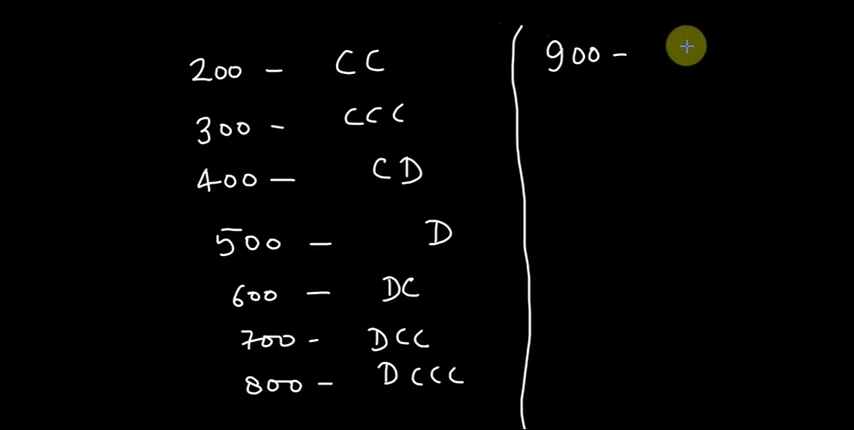 200 - CC
300 - CCC
400 - CD
500 - D
600 - DC
700 - DCC
800 - DCCC
900 -